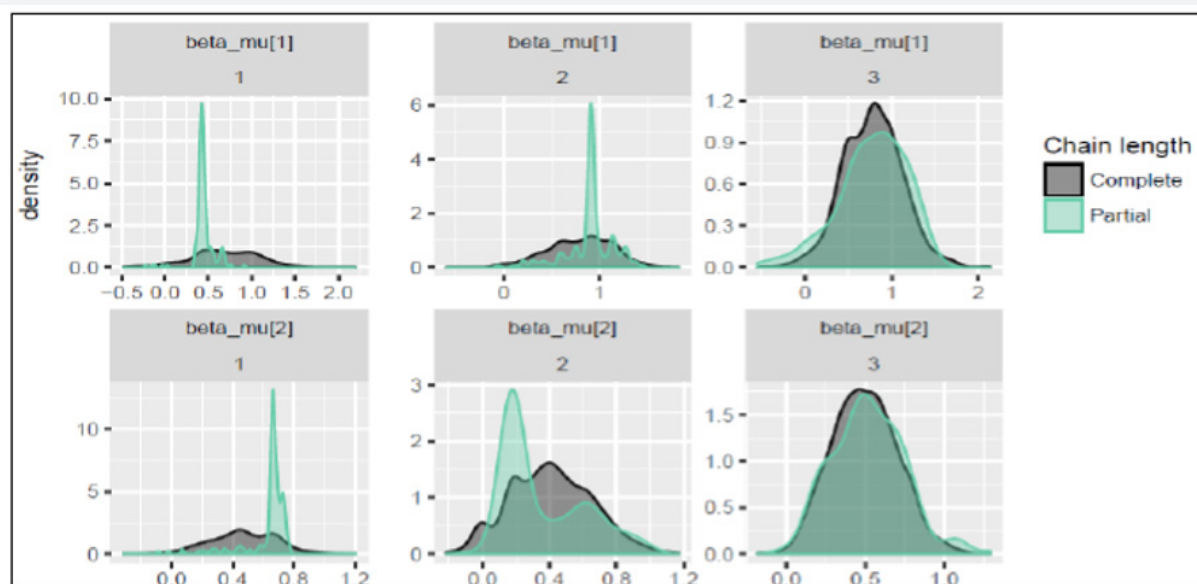 beta_mu[1] beta_mu[1] beta_mu[1]
1 2 3
10.0 6 1.2
7.5 4 0.9
5.0 2 0.6
2.5 0 0.3
0.0 0.0
−0.5 0.0 0.5 1.0 1.5 2.0 0 1 0 1 2
density
Chain length
Complete
Partial
beta_mu[2] beta_mu[2] beta_mu[2]
1 2 3
10 3 1.5
5 2 1.0
0 1 0.5
0 0.0
0.0 0.4 0.8 1.2 0.0 0.4 0.8 1.2 0.0 0.5 1.0